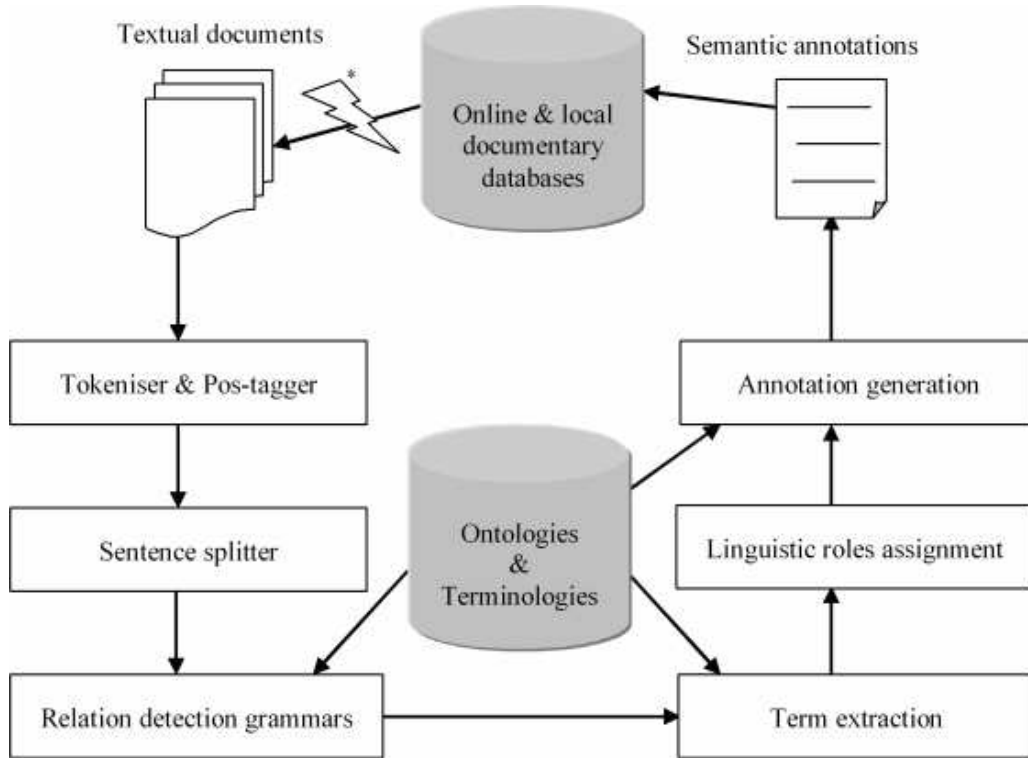 Textual documents
Semantic annotations
*
Online & local
documentary
databases
Tokeniser & Pos-tagger
Annotation generation
Sentence splitter
Ontologies
&
Terminologies
Linguistic roles assignment
Relation detection grammars
Term extraction